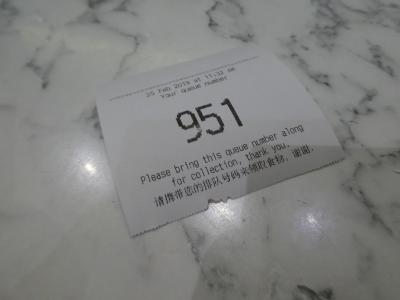 25 Feb 2019 at 11:32 AM
Your queue number
951
Please bring this queue number along
for collection, thank you.
请携带您的排队号码来领取食物，谢谢.